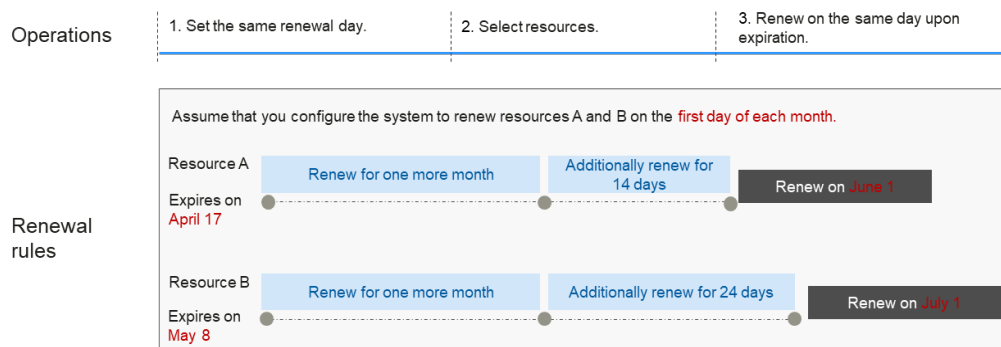 Operations
1. Set the same renewal day.
2. Select resources.
3. Renew on the same day upon
expiration.
Renewal
rules
Assume that you configure the system to renew resources A and B on the first day of each month.
Resource A
Renew for one more month
Additionally renew for
14 days
Renew on June 1
Expires on
April 17
Resource B
Renew for one more month
Additionally renew for 24 days
Renew on July 1
Expires on
May 8